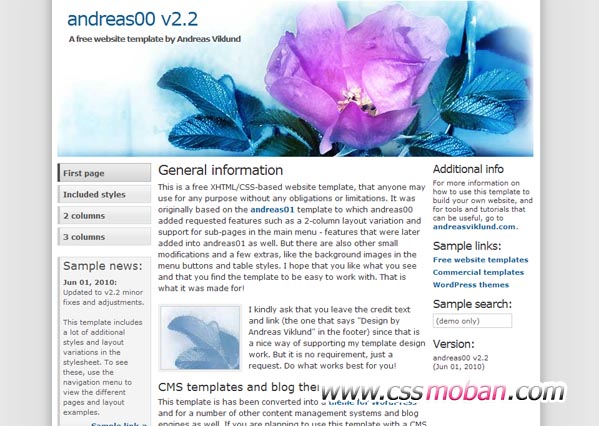 andreas00 v2.2
A free website template by Andreas Viklund
First page
Included styles
2 columns
3 columns
Sample news:
Jun 01, 2010:
Updated to v2.2 minor
fixes and adjustments.
This template includes
a lot of additional
styles and layout
variations in the
stylesheet. To see
these, use the
navigation menu to
view the different
pages and layout
examples.
Sample link »
General information
This is a free XHTML/CSS-based website template, that anyone may
use for any purpose without any obligations or limitations. It was
originally based on the andreas01 template to which andreas00
added requested features such as a 2-column layout variation and
support for sub-pages in the main menu - features that were later
added into andreas01 as well. But there are also other small
modifications and a few extras, like the background images in the
menu buttons and table styles. I hope that you like what you see
and that you find the template to be easy to work with. That is
what it was made for!
I kindly ask that you leave the credit text
and link (the one that says "Design by
Andreas Viklund" in the footer) since that is
a nice way of supporting my template design
work. But it is no requirement, just a
request. Do what works best for you!
CMS templates and blog
This template is has been converted into a theme for WordPress
and for a number of other content management systems and blog
engines as well. If you are planning to use this template with a CMS
Additional info
For more information on
how to use this template to
build your own website, and
for tools and tutorials that
can be useful, go to
andreasviklund.com.
Sample links:
Free website templates
Commercial templates
WordPress themes
Sample search:
(demo only)
Version:
andreas00 v2.2
(Jun 01, 2010)
www.cssmoban.com